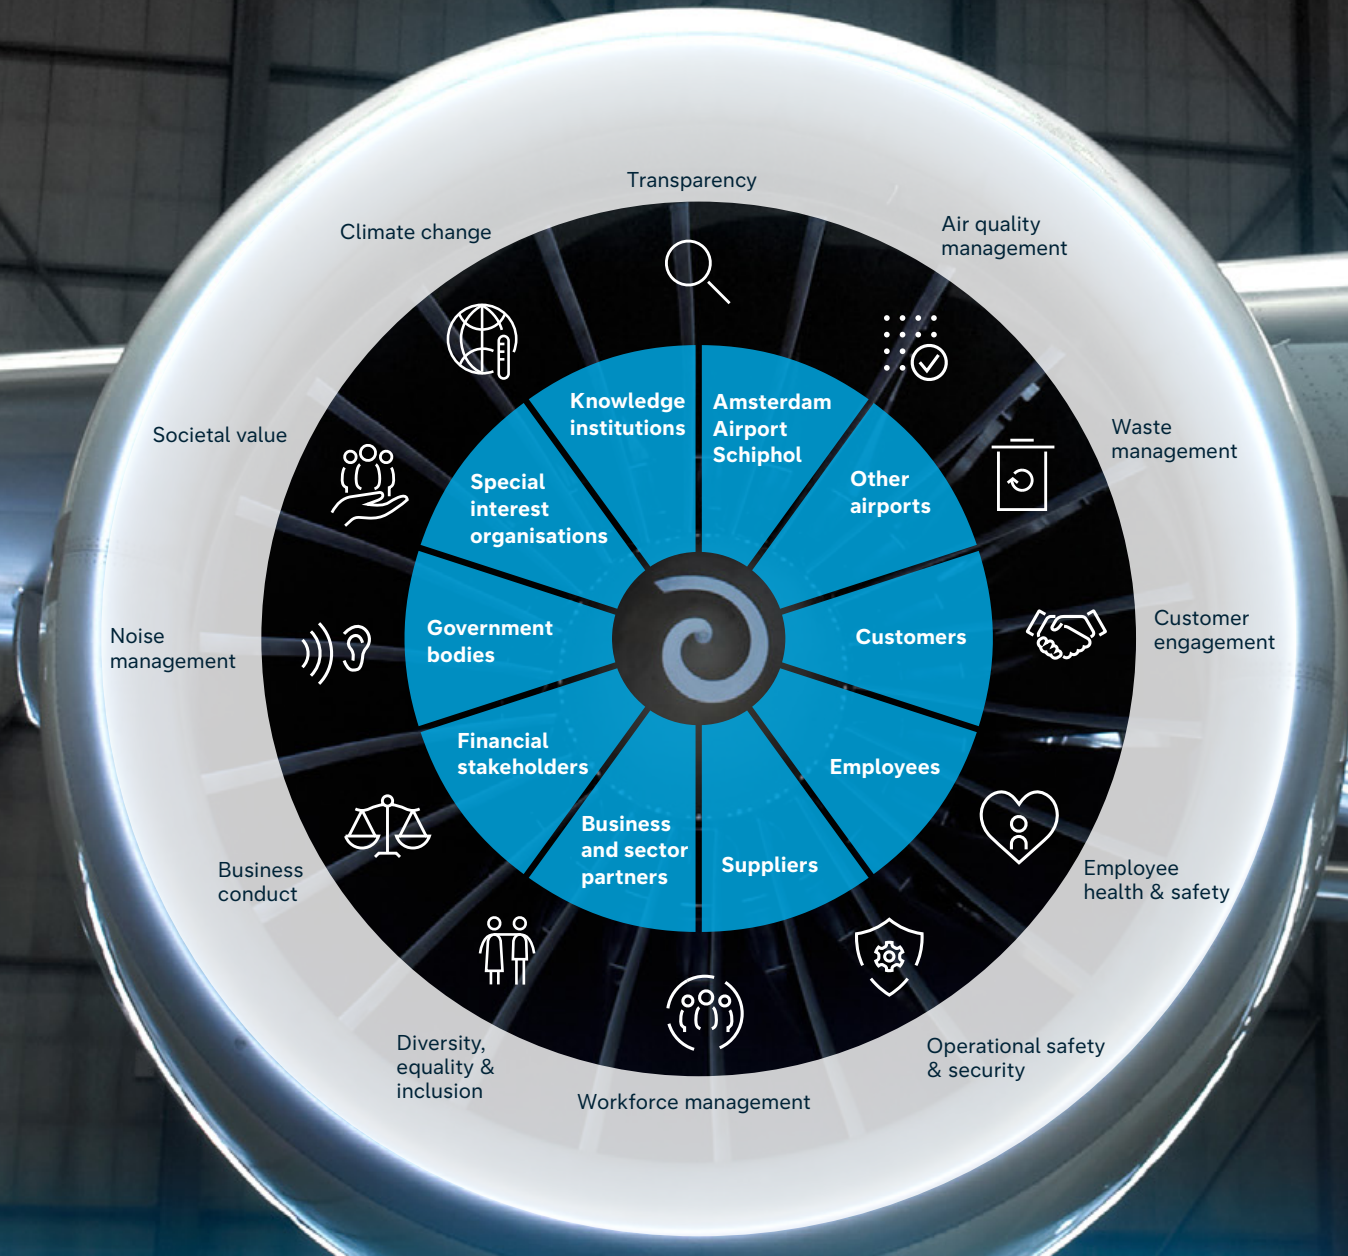 Transparency
Air quality
management
Waste
management
Customer
engagement
Employee
health & safety
Operational safety
& security
Workforce management
Diversity,
equality &
inclusion
Business
conduct
Noise
management
Societal value
Climate change
Amsterdam
Airport
Schiphol
Other
airports
Customers
Employees
Suppliers
Business
and sector
partners
Financial
stakeholders
Government
bodies
Special
interest
organisations
Knowledge
institutions